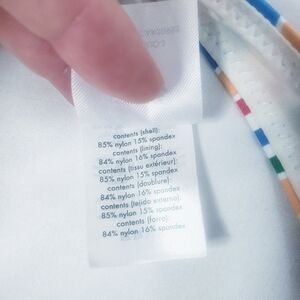 contents (shell):
85% nylon 15% spandex
contents (lining):
84% nylon 16% spandex
contents (tissu extérieur):
85% nylon 15% spandex
contents (doublure):
84% nylon 16% spandex
contents (tejido externo):
85% nylon 15% spandex
contents (forro):
84% nylon 16% spandex